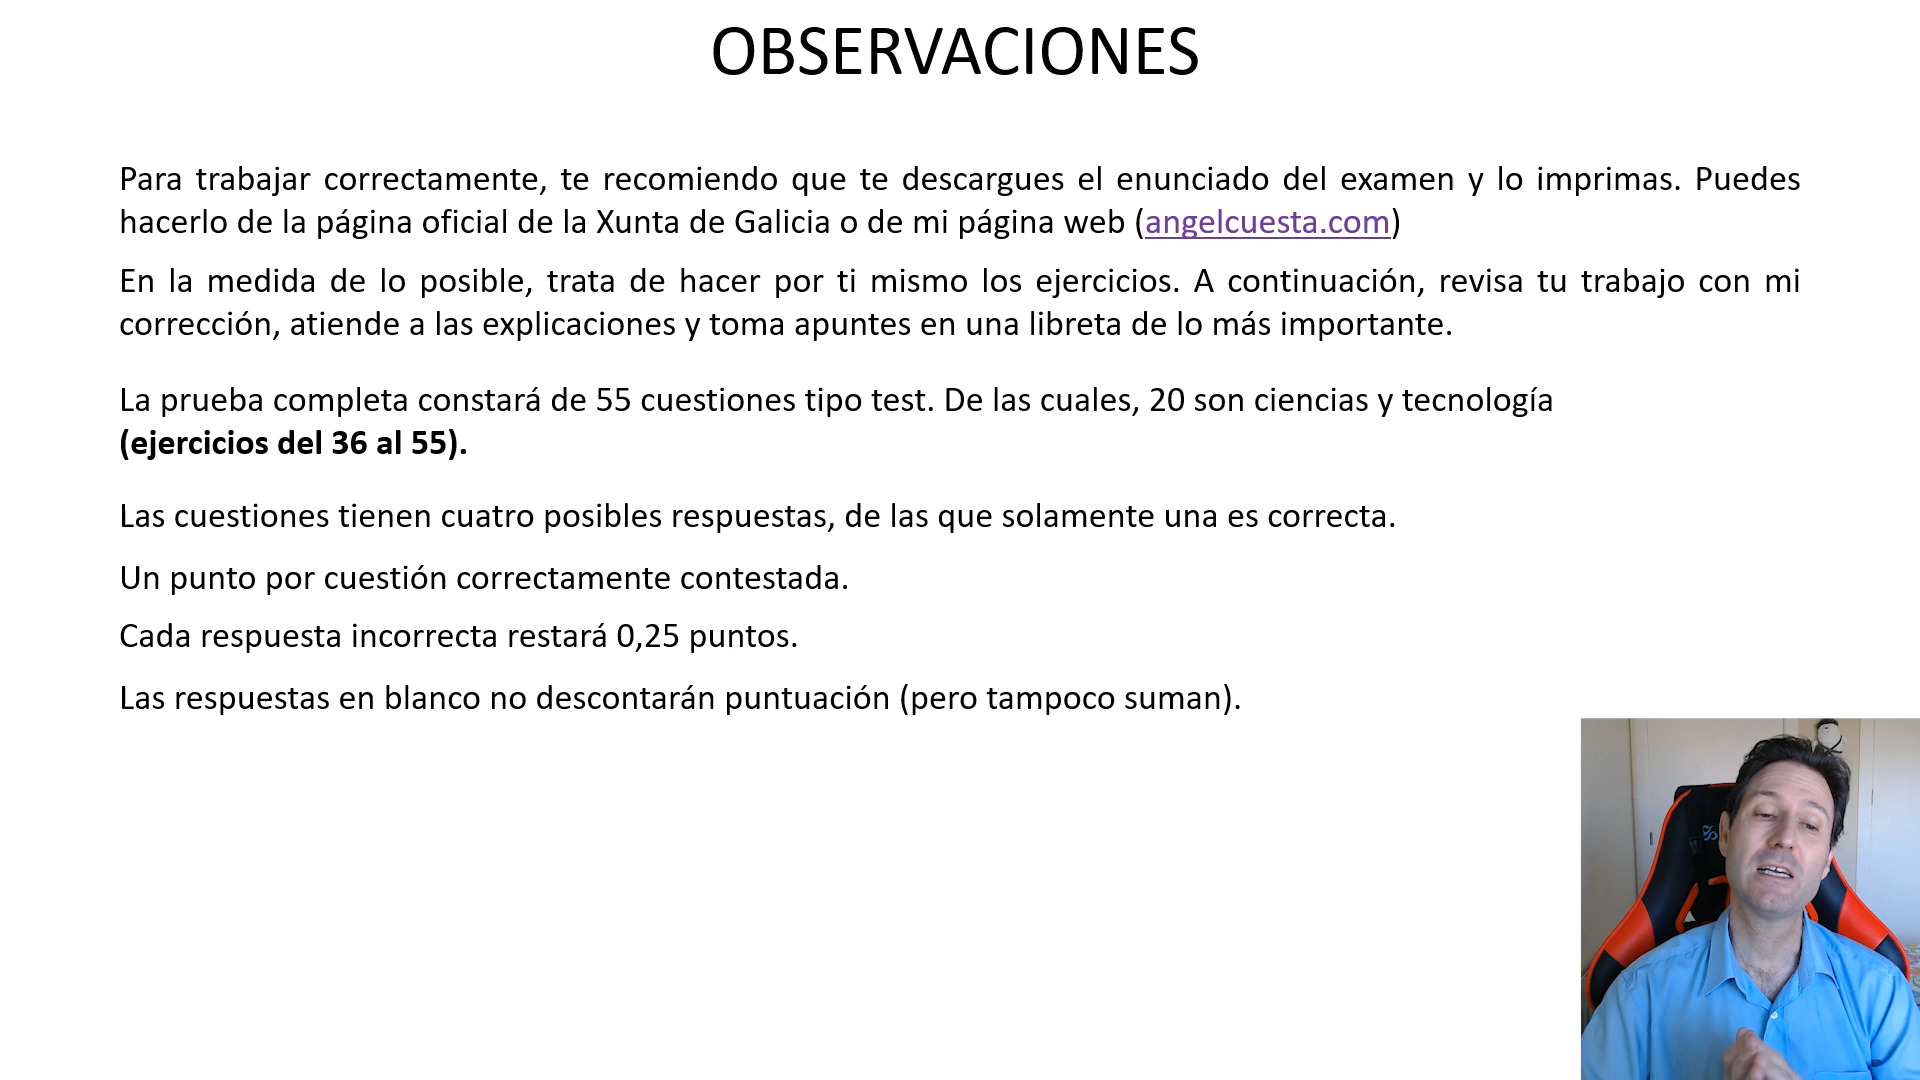 OBSERVACIONES
Para trabajar correctamente, te recomiendo que te descargues el enunciado del examen y lo imprimas. Puedes
hacerlo de la página oficial de la Xunta de Galicia o de mi página web (angelcuesta.com)
En la medida de lo posible, trata de hacer por ti mismo los ejercicios. A continuación, revisa tu trabajo con mi
corrección, atiende a las explicaciones y toma apuntes en una libreta de lo más importante.
La prueba completa constará de 55 cuestiones tipo test. De las cuales, 20 son ciencias y tecnología
(ejercicios del 36 al 55).
Las cuestiones tienen cuatro posibles respuestas, de las que solamente una es correcta.
Un punto por cuestión correctamente contestada.
Cada respuesta incorrecta restará 0,25 puntos.
Las respuestas en blanco no descontarán puntuación (pero tampoco suman).